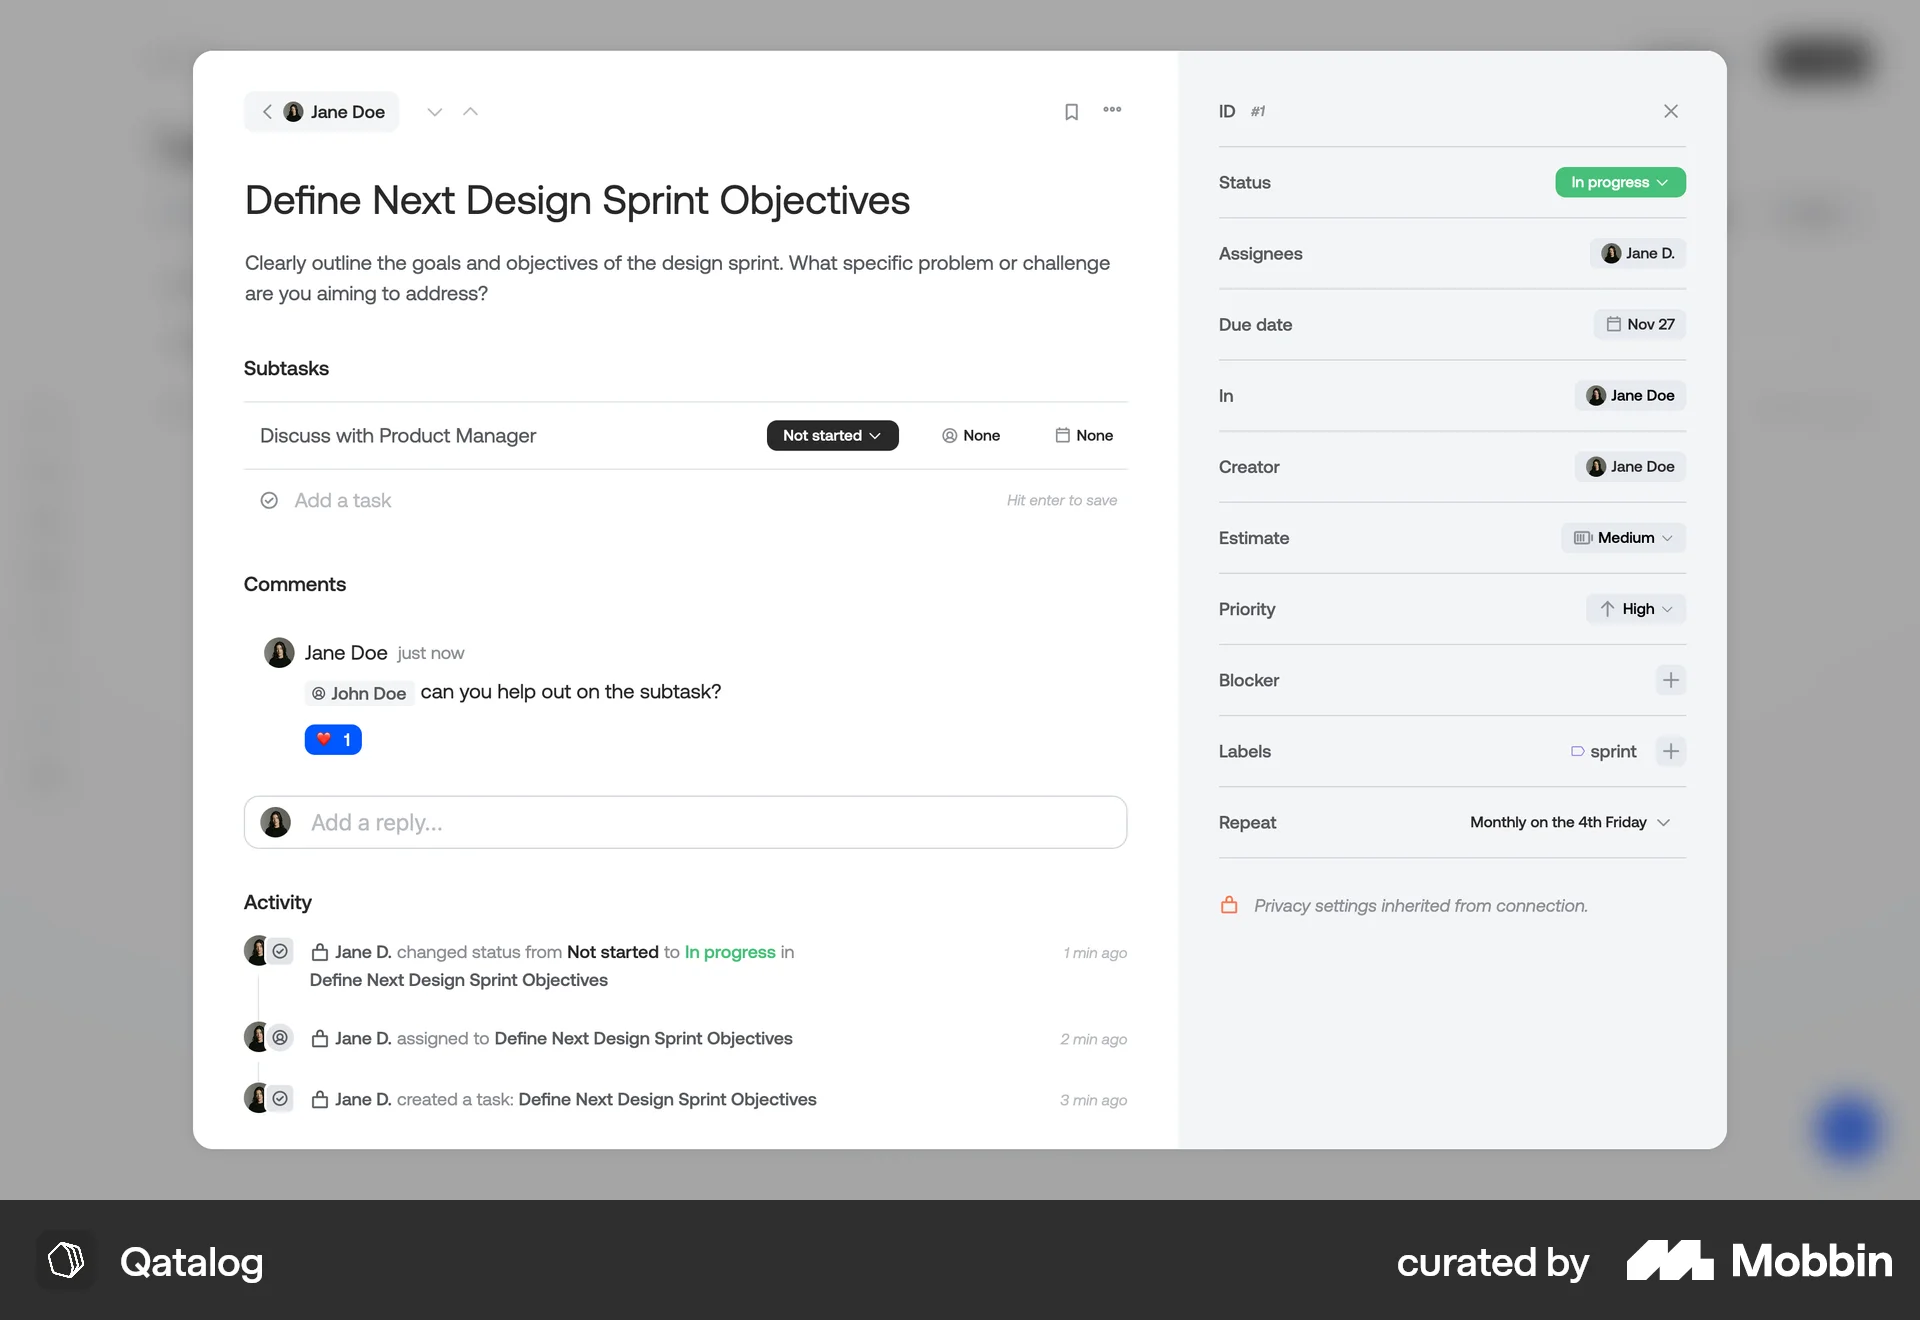 Jane Doe
Define Next Design Sprint Objectives
Clearly outline the goals and objectives of the design sprint. What specific problem or challenge
are you aiming to address?
Subtasks
Discuss with Product Manager Not started None None
Add a task Hit enter to save
Comments
Jane Doe just now
John Doe can you help out on the subtask?
❤️ 1
Add a reply...
Activity
Jane D. changed status from Not started to In progress in 1 min ago
Define Next Design Sprint Objectives
Jane D. assigned to Define Next Design Sprint Objectives 2 min ago
Jane D. created a task: Define Next Design Sprint Objectives 3 min ago
ID #1
Status In progress
Assignees Jane D.
Due date Nov 27
In Jane Doe
Creator Jane Doe
Estimate Medium
Priority High
Blocker
Labels sprint
Repeat Monthly on the 4th Friday
Privacy settings inherited from connection.
Qatalog
curated by Mobbin